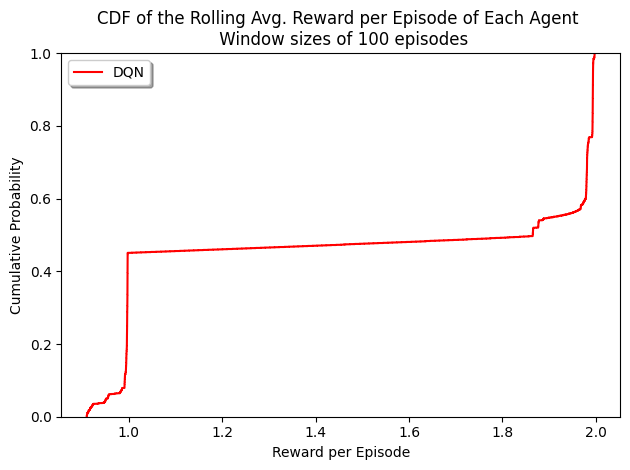 CDF of the Rolling Avg. Reward per Episode of Each Agent
Window sizes of 100 episodes
DQN
Cumulative Probability
1.0
0.8
0.6
0.4
0.2
0.0
1.0 1.2 1.4 1.6 1.8 2.0
Reward per Episode